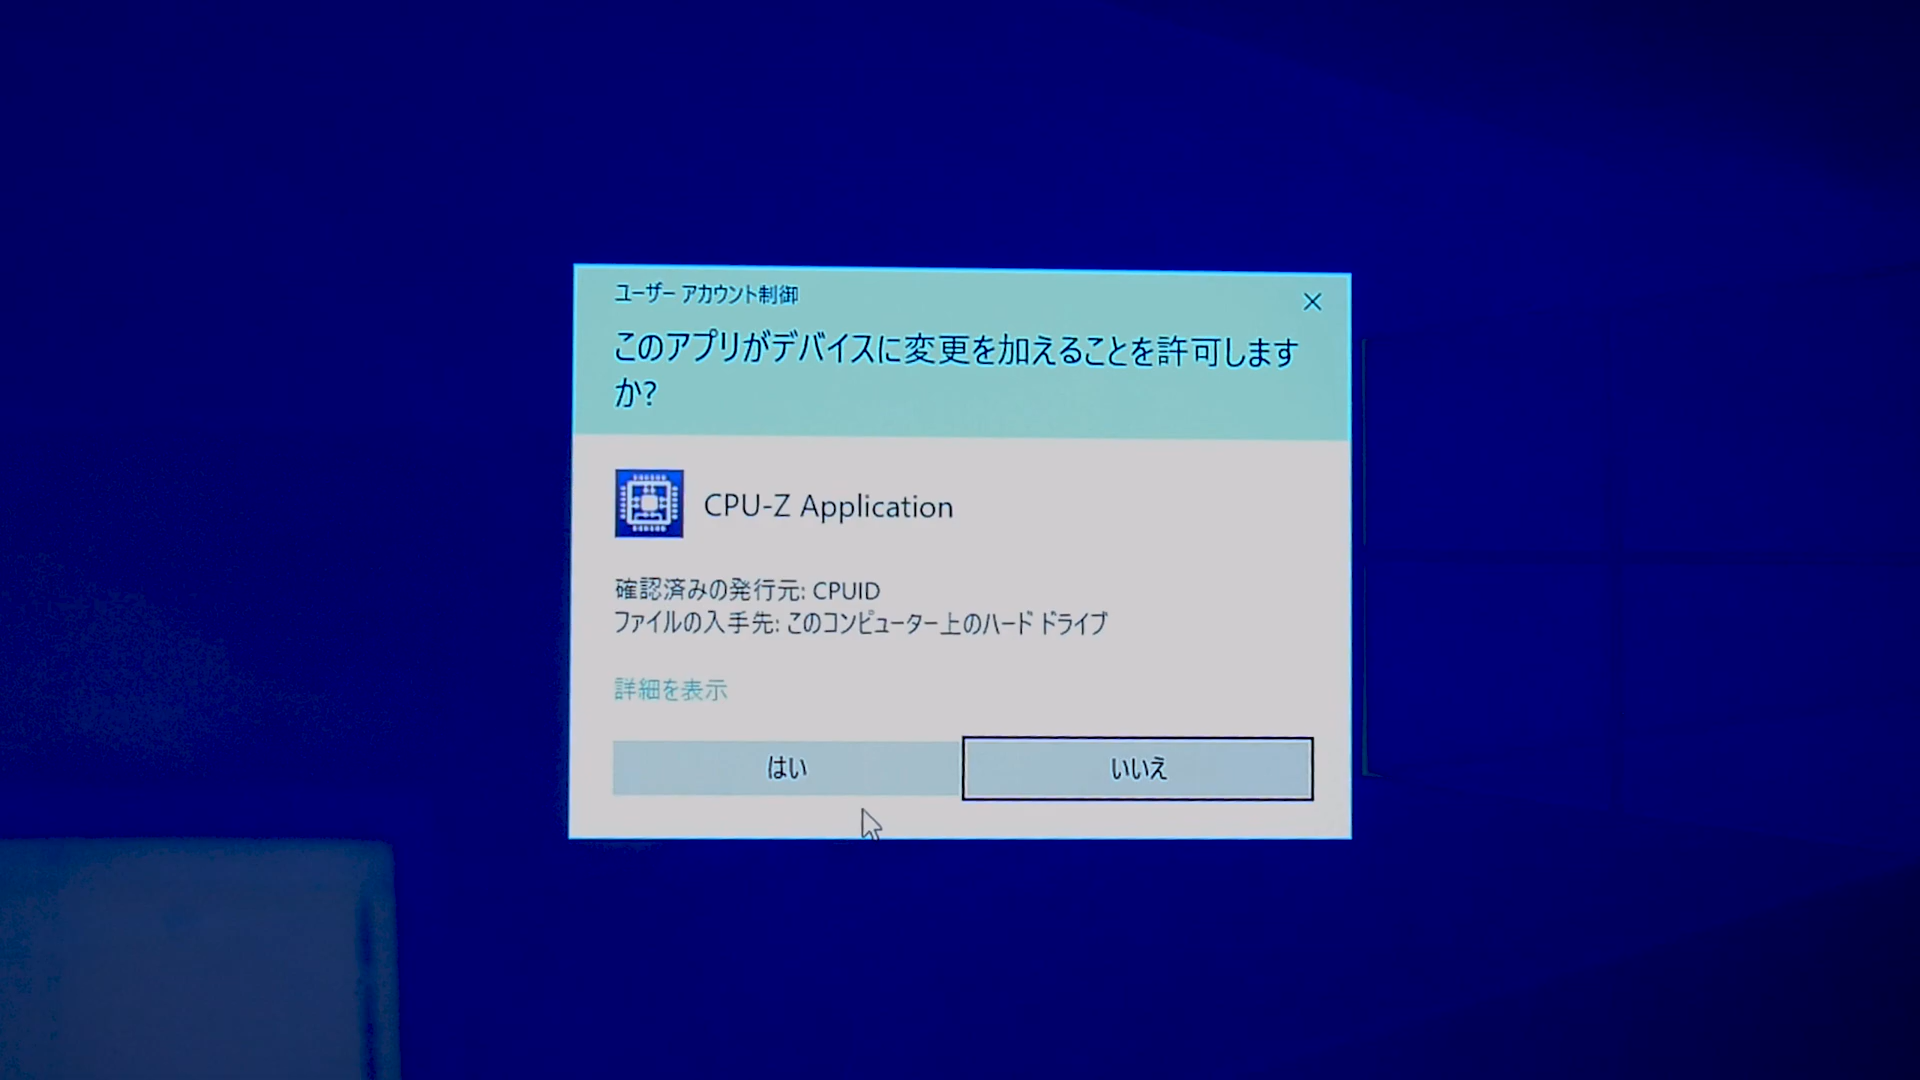 ユーザー アカウント制御
このアプリがデバイスに変更を加えることを許可します
か?
CPU-Z Application
確認済みの発行元: CPUID
ファイルの入手先: このコンピューター上のハード ドライブ
詳細を表示
はい
いいえ